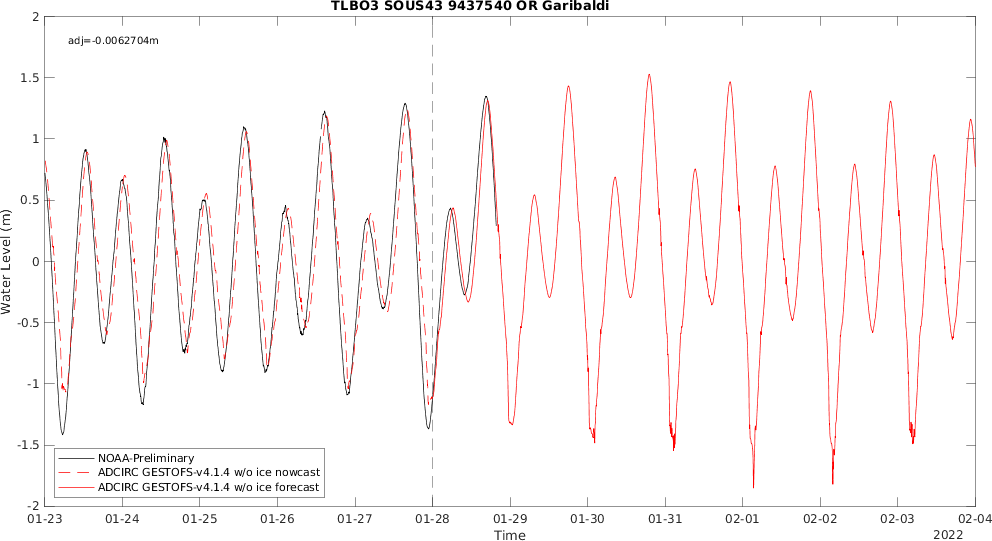 TLBO3 SOUS43 9437540 OR Garibaldi
adj=-0.0062704m
2
1.5
1
0.5
0
-0.5
-1
-1.5
-2
Water Level (m)
NOAA-Preliminary
ADCIRC GESTOFS-v4.1.4 w/o ice nowcast
ADCIRC GESTOFS-v4.1.4 w/o ice forecast
01-23 01-24 01-25 01-26 01-27 01-28 01-29 01-30 01-31 02-01 02-02 02-03 02-04
Time
2022